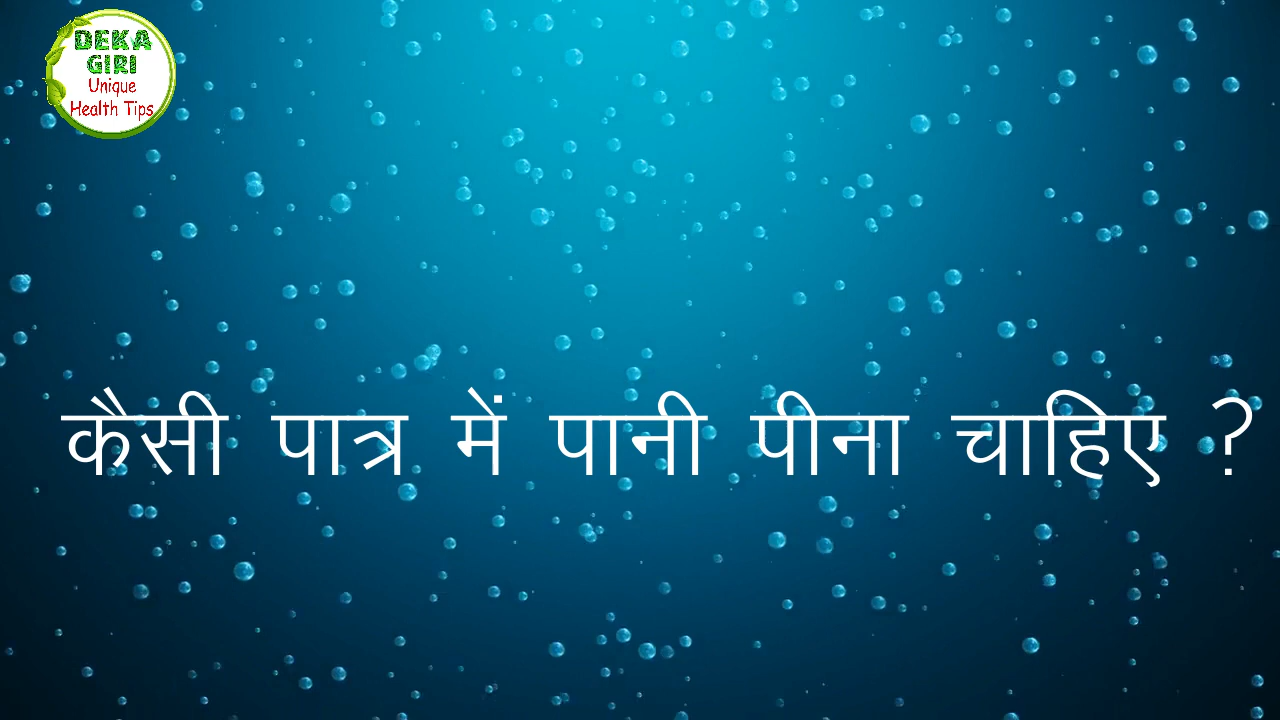 DEKA
GIRI
Unique
Health Tips
कैसी पात्र में पानी पीना चाहिए ?